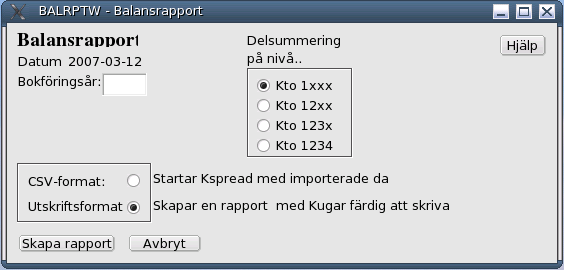 BALRPTW - Balansrapport
Balansrapport
Datum 2007-03-12
Bokföringsår:
Delsummering
på nivå..
Kto 1xxx
Kto 12xx
Kto 123x
Kto 1234
Hjälp
CSV-format:
Startar Kspread med importerade da
Utskriftsformat
Skapar en rapport med Kugar färdig att skriva
Skapa rapport
Avbryt